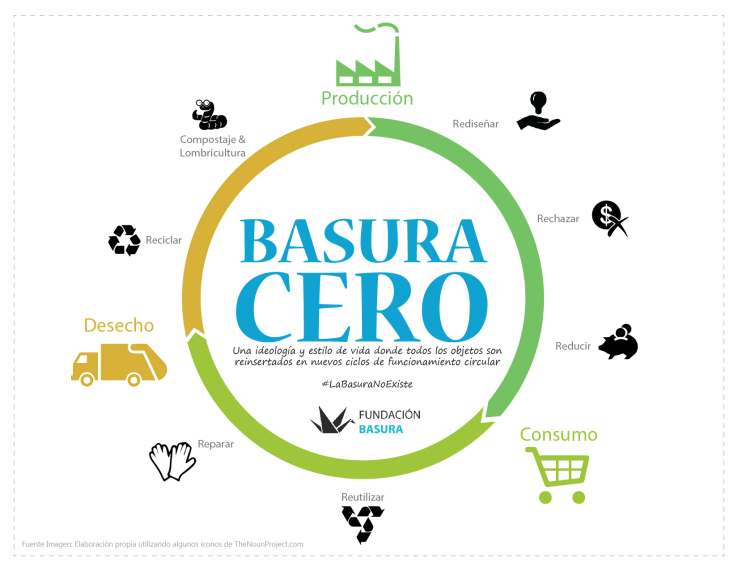 Producción
Rediseñar
Rechazar
Reducir
Consumo
Reutilizar
Reparar
Desecho
Reciclar
Compostaje &
Lombricultura
BASURA
CERO
Una ideología y estilo de vida donde todos los objetos son
reinsertados en nuevos ciclos de funcionamiento circular
#LaBasuraNoExiste
FUNDACIÓN
BASURA
Fuente Imagen: Elaboración propia utilizando algunos íconos de TheNounProject.com